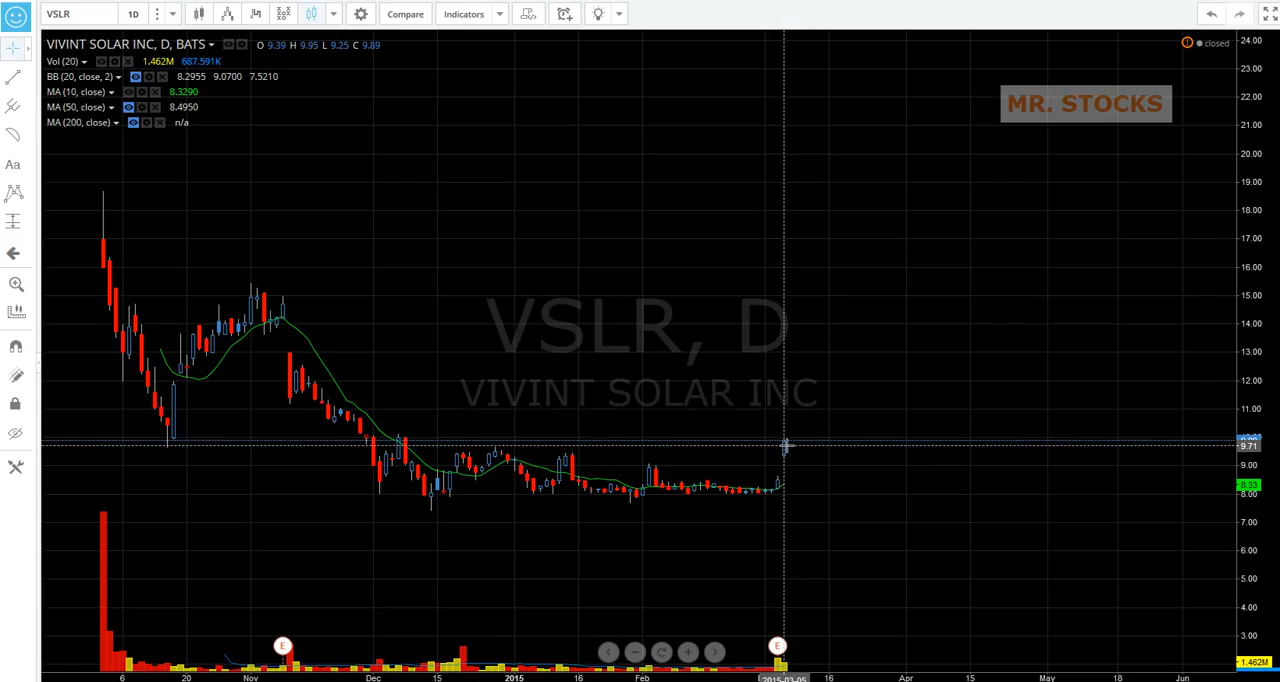 VSLR 1D Compare Indicators
VIVINT SOLAR INC, D, BATS O 9.39 H 9.95 L 9.25 C 9.89
closed
Vol (20) 1.462M 687.591K
BB (20, close, 2) 8.2955 9.0700 7.5210
MA (10, close) 8.3290
MA (50, close) 8.4950
MA (200, close) n/a
MR. STOCKS
Aa
VSLR, D
VIVINT SOLAR INC
24.00
23.00
22.00
21.00
20.00
19.00
18.00
17.00
16.00
15.00
14.00
13.00
12.00
11.00
9.71
9.00
8.33
8.00
7.00
6.00
5.00
4.00
3.00
1.462M
E E
6 20 Nov Dec 15 2015 16 Feb 2015-03-05 16 Apr 15 May 18 Jun